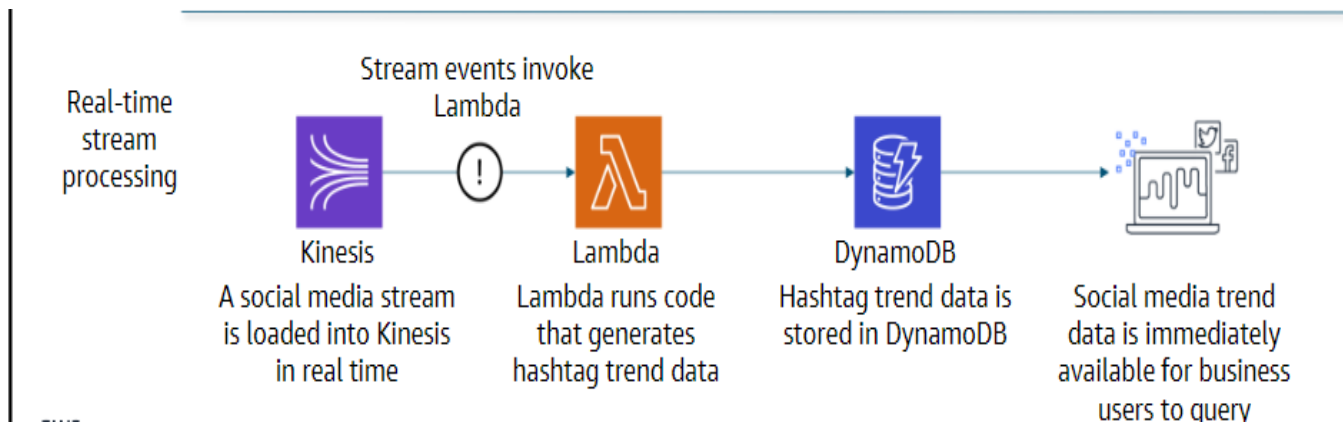 Real-time
stream
processing
Stream events invoke
Lambda
!
Kinesis
A social media stream
is loaded into Kinesis
in real time
Lambda
Lambda runs code
that generates
hashtag trend data
DynamoDB
Hashtag trend data is
stored in DynamoDB
Social media trend
data is immediately
available for business
users to query